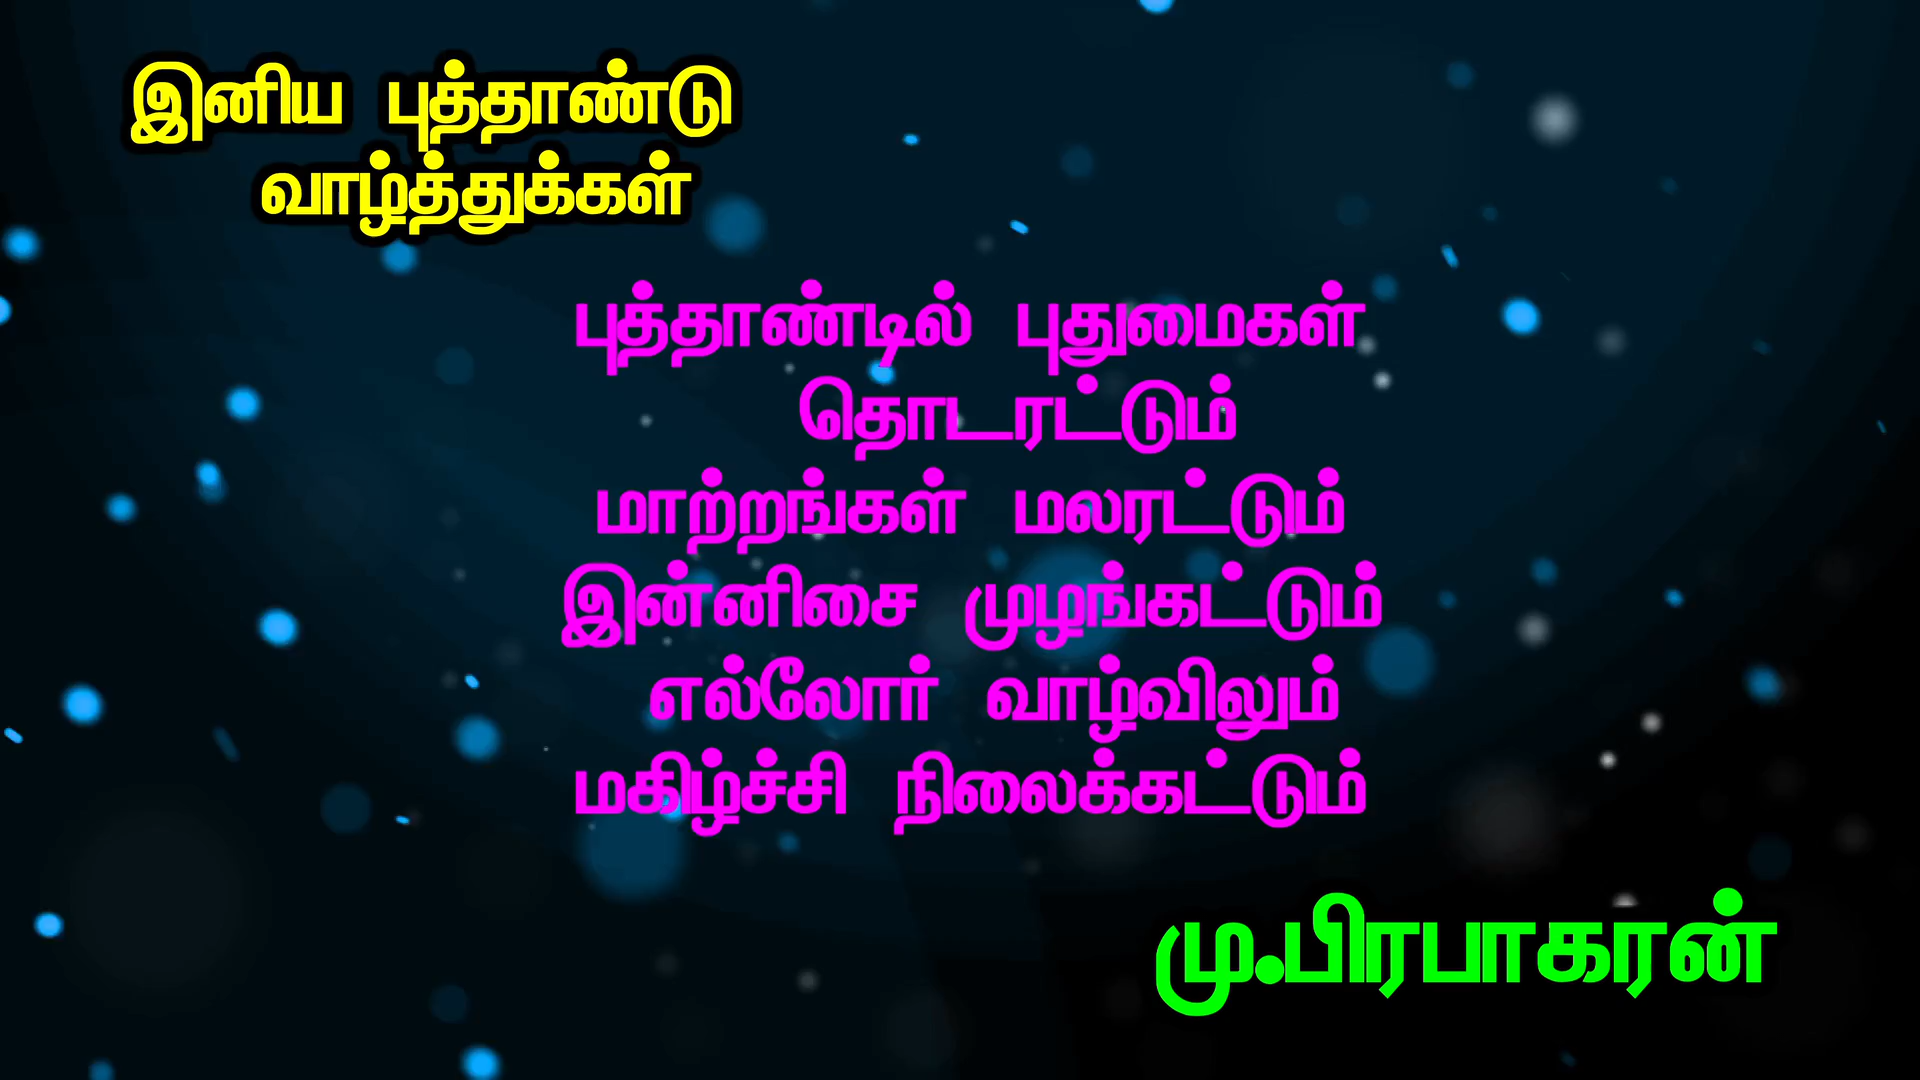 இனிய புத்தாண்டு
வாழ்த்துக்கள்
புத்தாண்டில் புதுமைகள்
தொடரட்டும்
மாற்றங்கள் மலரட்டும்
இன்னிசை முழங்கட்டும்
எல்லோர் வாழ்விலும்
மகிழ்ச்சி நிலைக்கட்டும்
மு.பிரபாகரன்